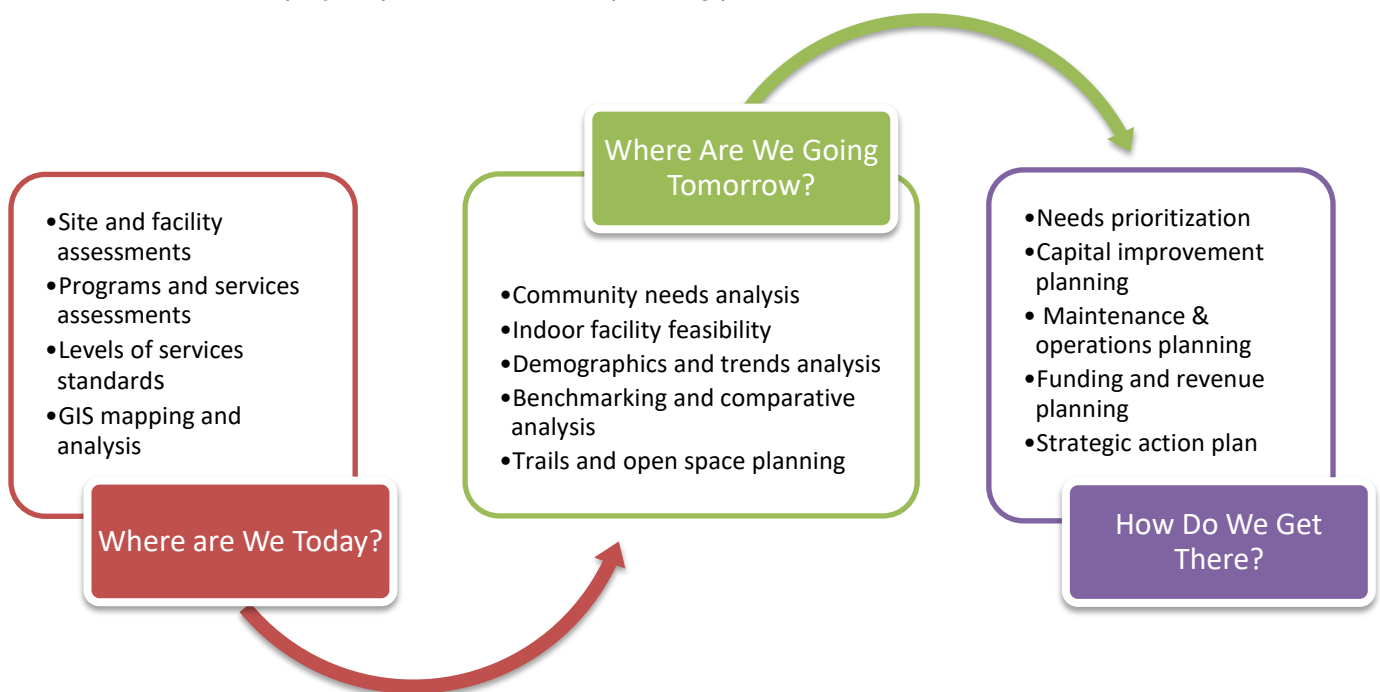 •Site and facility
assessments
•Programs and services
assessments
•Levels of services
standards
•GIS mapping and
analysis
Where are We Today?
Where Are We Going
Tomorrow?
•Community needs analysis
•Indoor facility feasibility
•Demographics and trends analysis
•Benchmarking and comparative
analysis
•Trails and open space planning
•Needs prioritization
•Capital improvement
planning
• Maintenance &
operations planning
•Funding and revenue
planning
•Strategic action plan
How Do We Get
There?